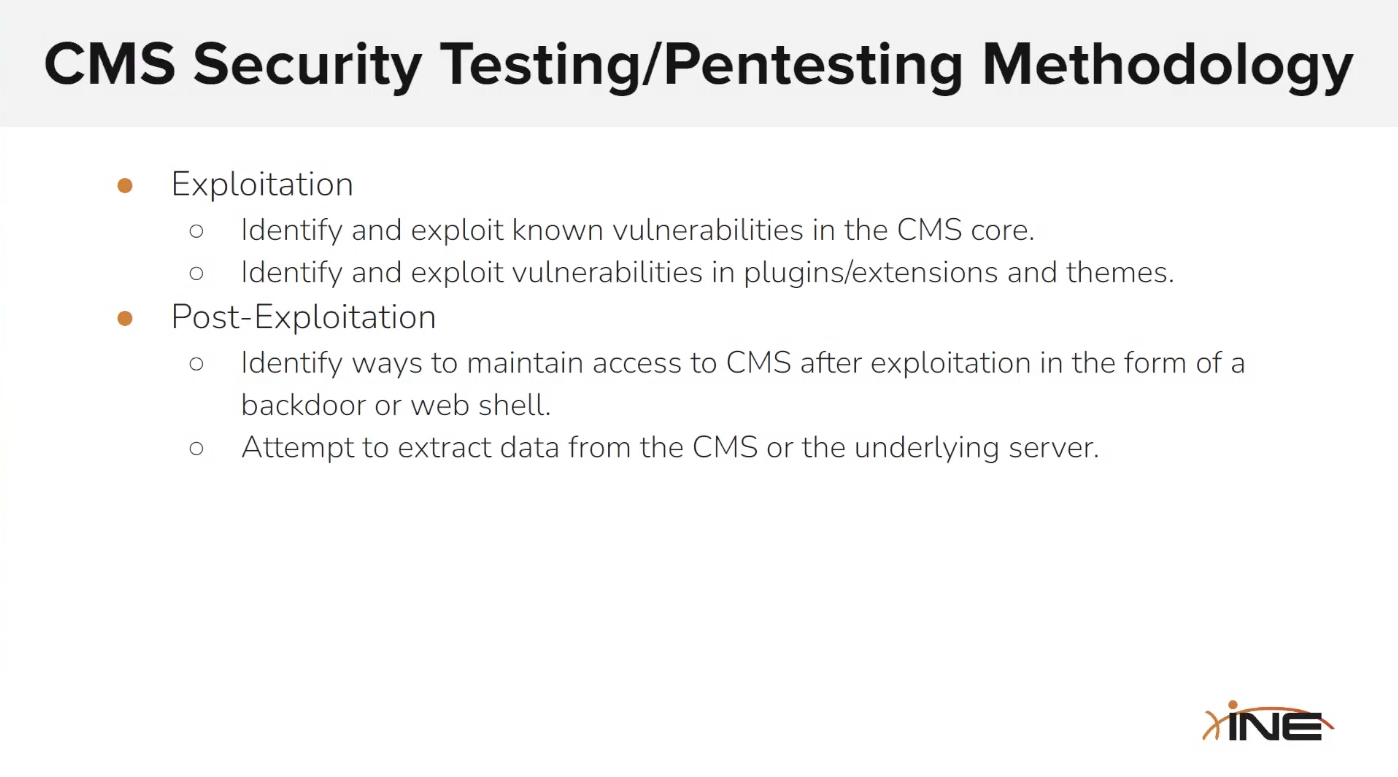 CMS Security Testing/Pentesting Methodology
● Exploitation
○ Identify and exploit known vulnerabilities in the CMS core.
○ Identify and exploit vulnerabilities in plugins/extensions and themes.
● Post-Exploitation
○ Identify ways to maintain access to CMS after exploitation in the form of a
backdoor or web shell.
○ Attempt to extract data from the CMS or the underlying server.
iNE